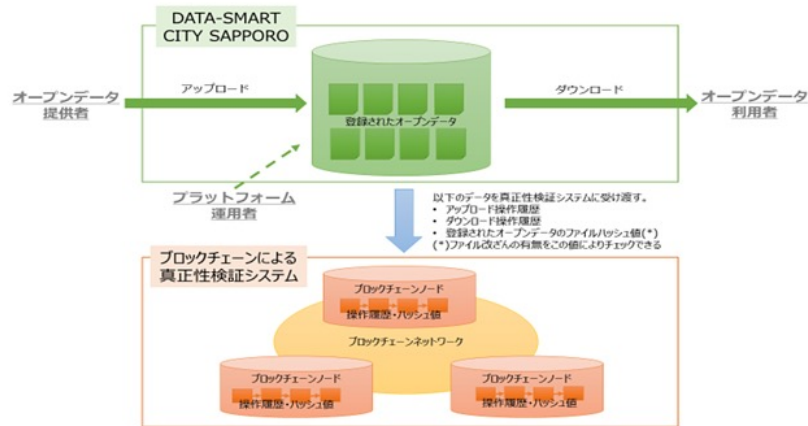 DATA-SMART
CITY SAPPORO
オープンデータ
提供者
アップロード
登録されたオープンデータ
ダウンロード
オープンデータ
利用者
プラットフォーム
運用者
以下のデータを真正性検証システムに受け渡す。
• アップロード操作履歴
• ダウンロード操作履歴
• 登録されたオープンデータのファイルハッシュ値(*)
(*)ファイル改ざんの有無をこの値によりチェックできる
ブロックチェーンによる
真正性検証システム
ブロックチェーンノード
操作履歴・ハッシュ値
ブロックチェーンネットワーク
ブロックチェーンノード
操作履歴・ハッシュ値
ブロックチェーンノード
操作履歴・ハッシュ値